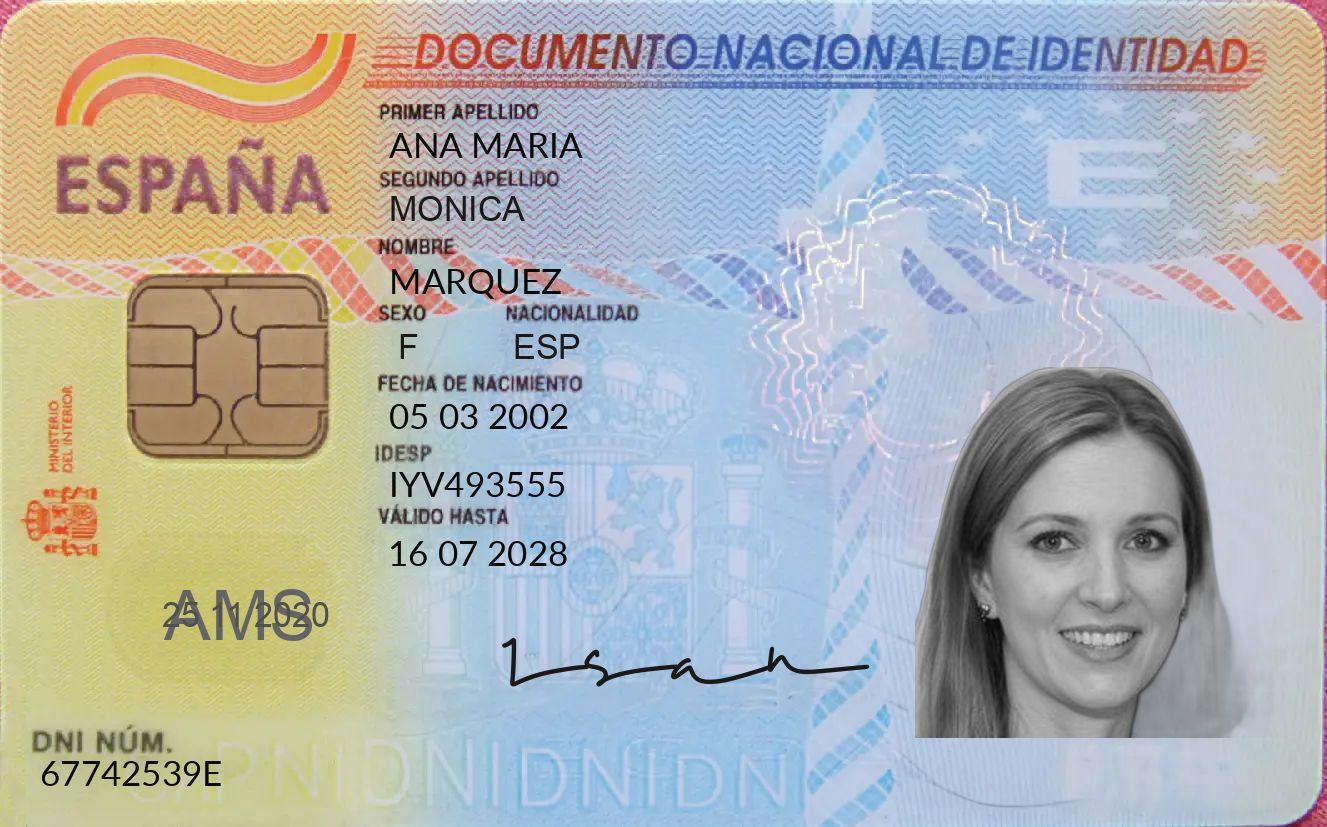 DOCUMENTO NACIONAL DE IDENTIDAD
ESPAÑA
PRIMER APELLIDO
ANA MARIA
SEGUNDO APELLIDO
MONICA
NOMBRE
MARQUEZ
SEXO NACIONALIDAD
F ESP
FECHA DE NACIMIENTO
05 03 2002
IDESP
IYV493555
VÁLIDO HASTA
16 07 2028
MINISTERIO
DEL INTERIOR
E
25 11 2020
AMS
DNI NÚM.
67742539E